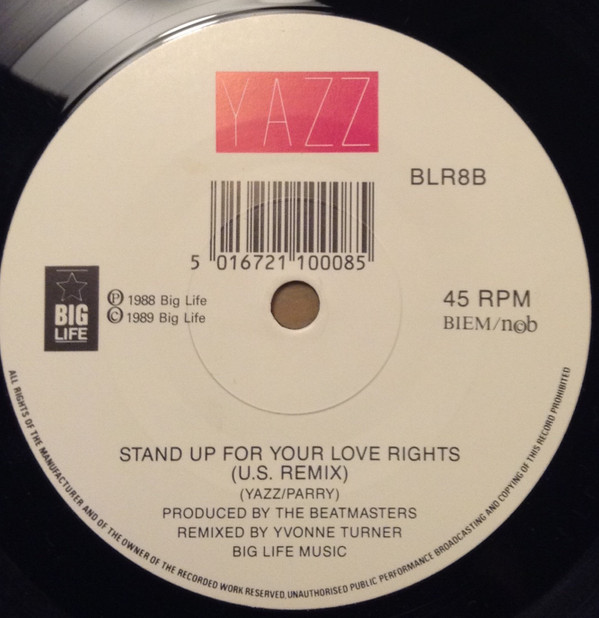 YAZZ
BLR8B
5 016721 100085
BIG
LIFE
℗ 1988 Big Life
© 1989 Big Life
45 RPM
BIEM/n©b
STAND UP FOR YOUR LOVE RIGHTS
(U.S. REMIX)
(YAZZ/PARRY)
PRODUCED BY THE BEATMASTERS
REMIXED BY YVONNE TURNER
BIG LIFE MUSIC
ALL RIGHTS OF THE MANUFACTURER AND OF THE OWNER OF THE RECORDED WORK RESERVED. UNAUTHORISED PUBLIC PERFORMANCE BROADCASTING AND COPYING OF THIS RECORD PROHIBITED